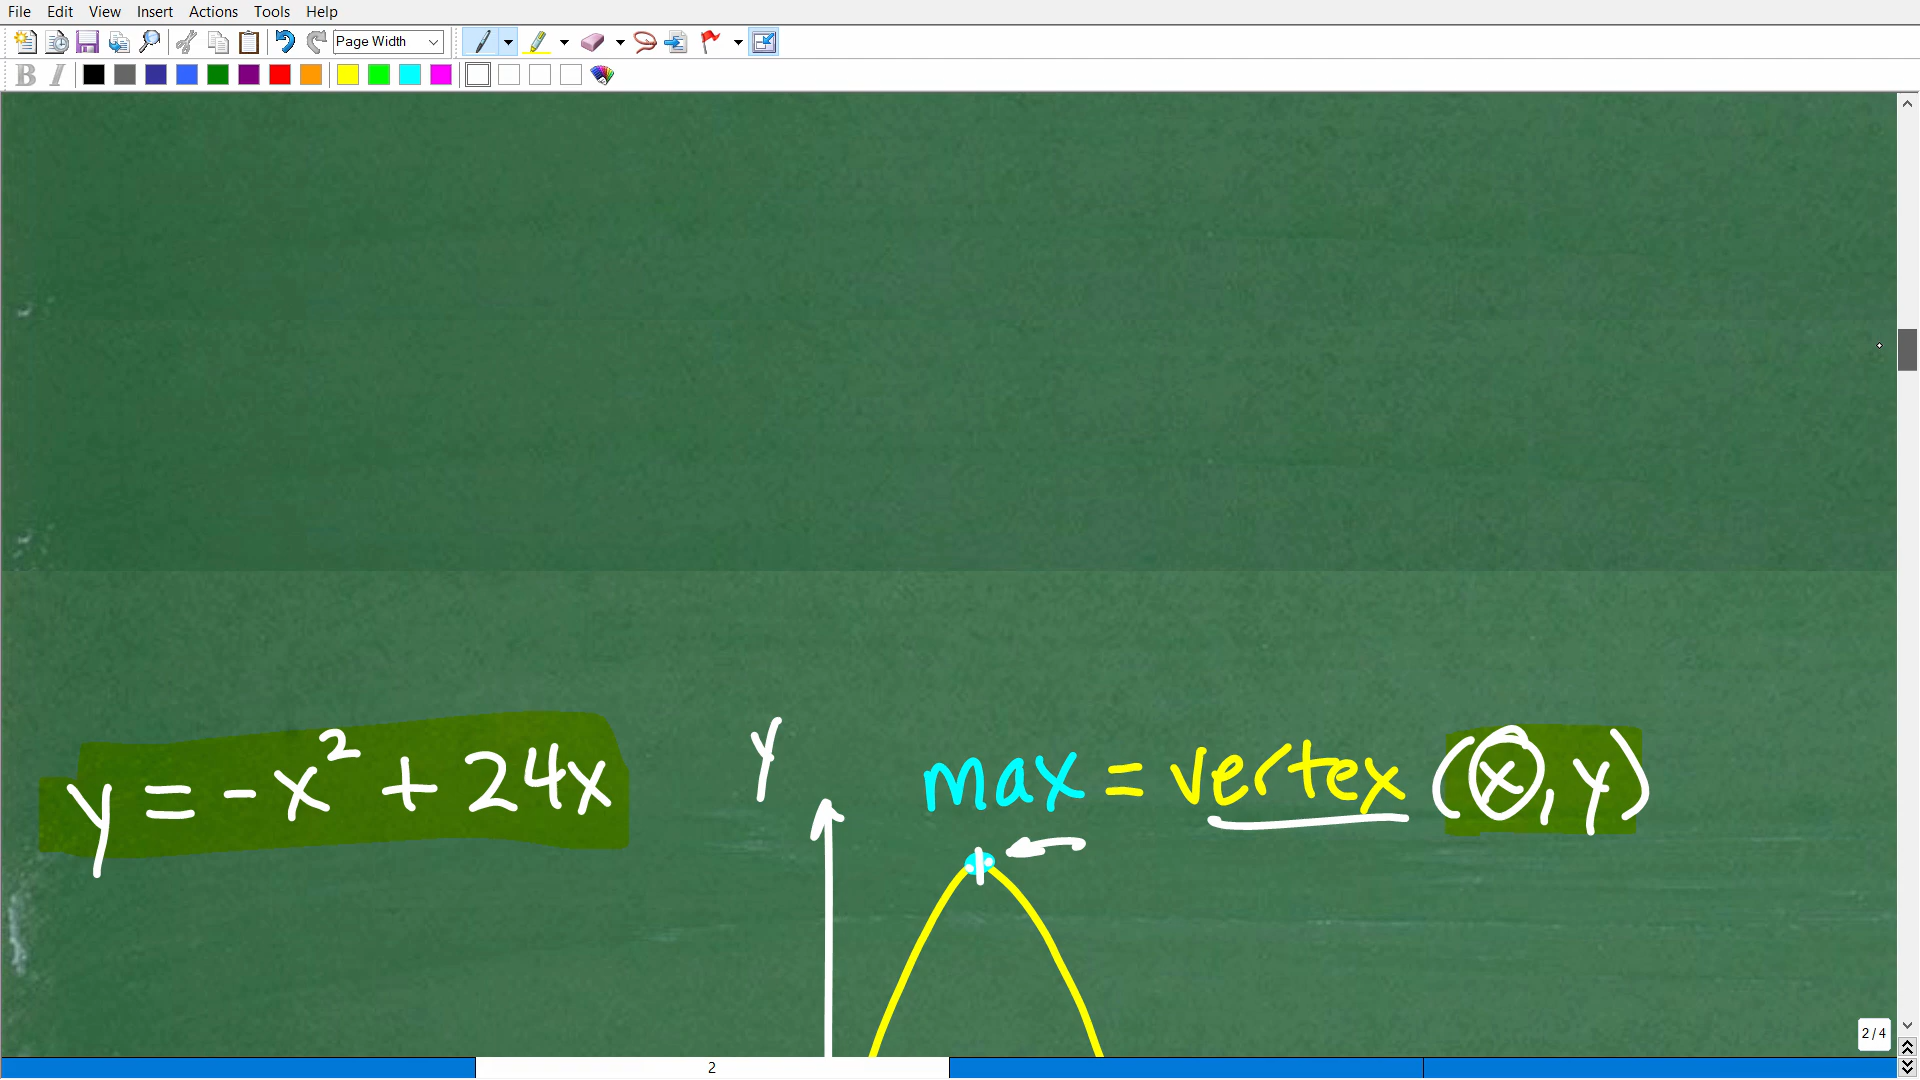 File Edit View Insert Actions Tools Help
Page Width
B I
y = -x² + 24x
y
max = vertex (x, y)
2 / 4
2